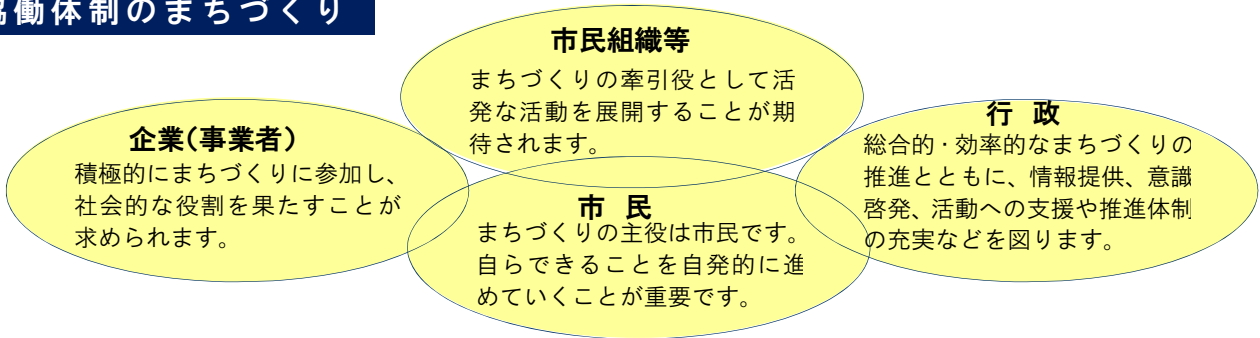 協働体制のまちづくり
市民組織等
まちづくりの牽引役として活
発な活動を展開することが期
待されます。
企業(事業者)
積極的にまちづくりに参加し、
社会的な役割を果たすことが
求められます。
行 政
総合的・効率的なまちづくりの
推進とともに、情報提供、意識
啓発、活動への支援や推進体制
の充実などを図ります。
市 民
まちづくりの主役は市民です。
自らできることを自発的に進
めていくことが重要です。